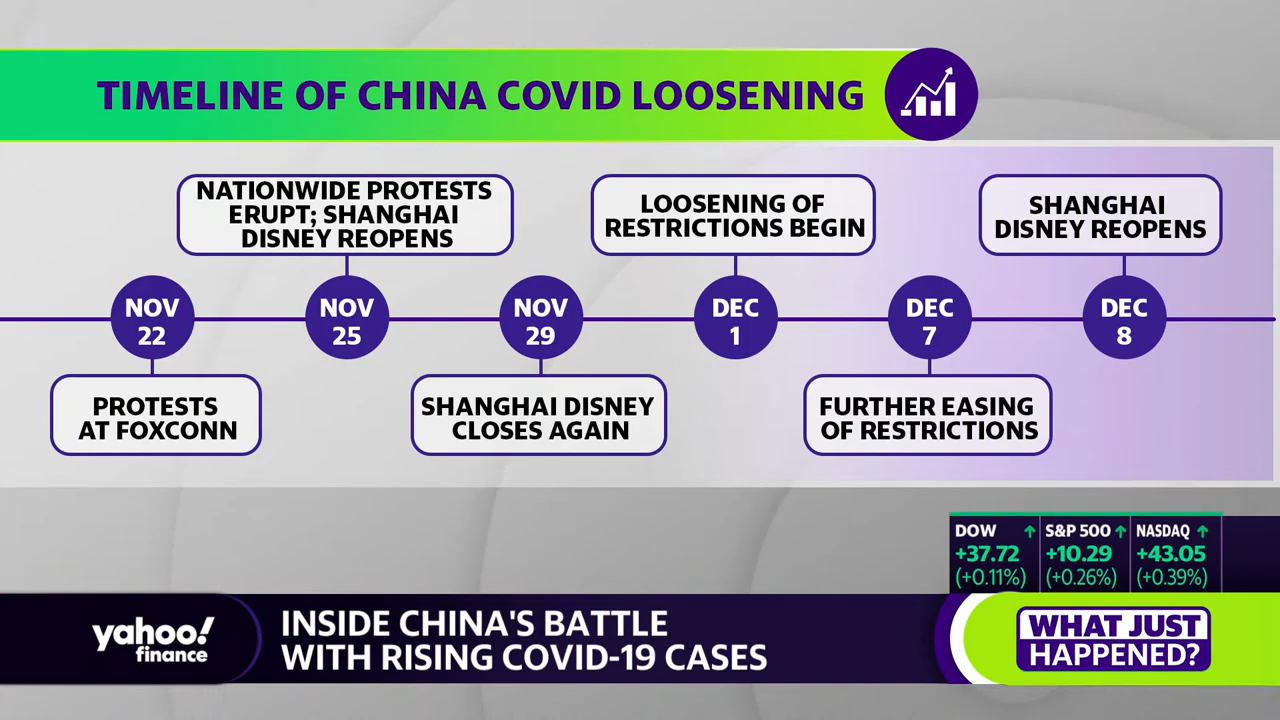 TIMELINE OF CHINA COVID LOOSENING
NOV
22
PROTESTS
AT FOXCONN
NATIONWIDE PROTESTS
ERUPT; SHANGHAI
DISNEY REOPENS
NOV
25
NOV
29
SHANGHAI DISNEY
CLOSES AGAIN
LOOSENING OF
RESTRICTIONS BEGIN
DEC
1
DEC
7
FURTHER EASING
OF RESTRICTIONS
SHANGHAI
DISNEY REOPENS
DEC
8
DOW
+37.72
(+0.11%)
S&P 500
+10.29
(+0.26%)
NASDAQ
+43.05
(+0.39%)
yahoo!
finance
INSIDE CHINA'S BATTLE
WITH RISING COVID-19 CASES
WHAT JUST
HAPPENED?